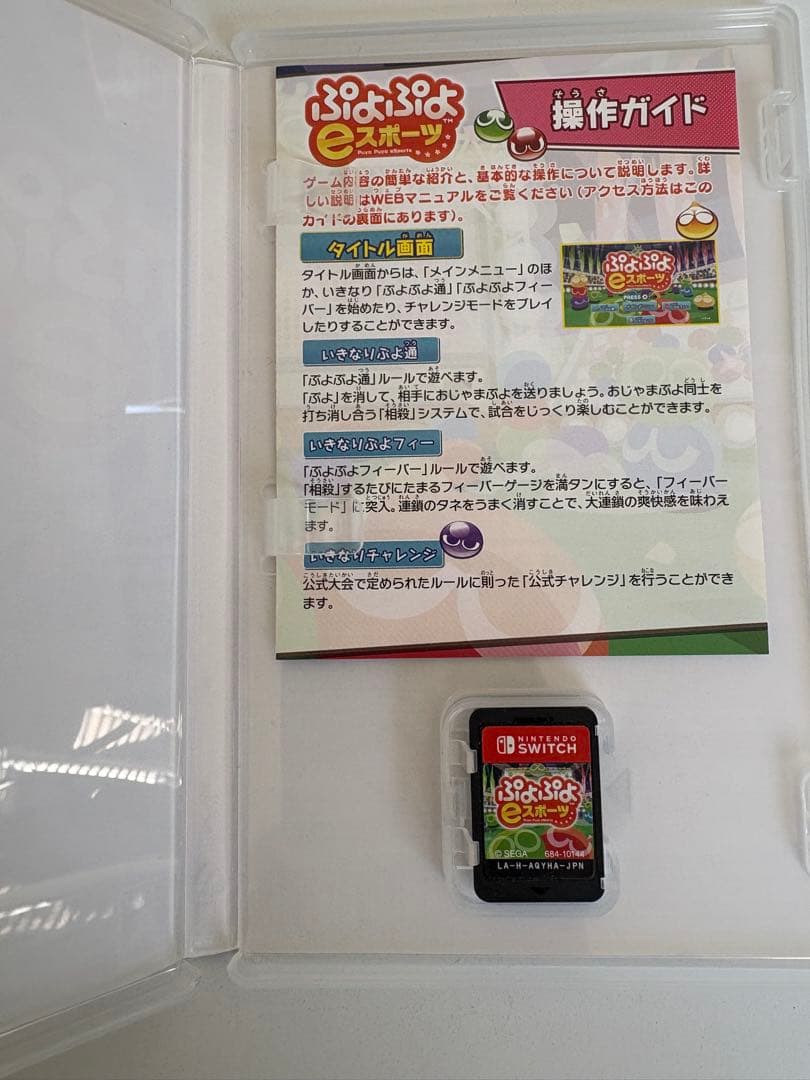 ぷよぷよ™
eスポーツ
Puyo Puyo eSports
操作ガイド
ゲーム内容の簡単な紹介と、基本的な操作について説明します。詳
しい説明はWEBマニュアルをご覧ください（アクセス方法はこの
ガイドの裏面にあります）。
タイトル画面
タイトル画面からは、「メインメニュー」のほ
か、いきなり「ぷよぷよ通」「ぷよぷよフィー
バー」を始めたり、チャレンジモードをプレイ
したりすることができます。
ぷよぷよ
eスポーツ
PRESS
いきなりぷよ通
「ぷよぷよ通」ルールで遊べます。
「ぷよ」を消して、相手におじゃまぷよを送りましょう。おじゃまぷよ同士を
打ち消し合う「相殺」システムで、試合をじっくり楽しむことができます。
いきなりぷよフィー
「ぷよぷよフィーバー」ルールで遊べます。
「相殺」するたびにたまるフィーバーゲージを満タンにすると、「フィーバー
モード」に突入。連鎖のタネをうまく消すことで、大連鎖の爽快感を味わえ
ます。
いきなりチャレンジ
公式大会で定められたルールに則った「公式チャレンジ」を行うことができ
ます。
NINTENDO
SWITCH
ぷよぷよ
eスポーツ
Puyo Puyo eSports
© SEGA 684-10144
LA-H-AQYHA-JPN